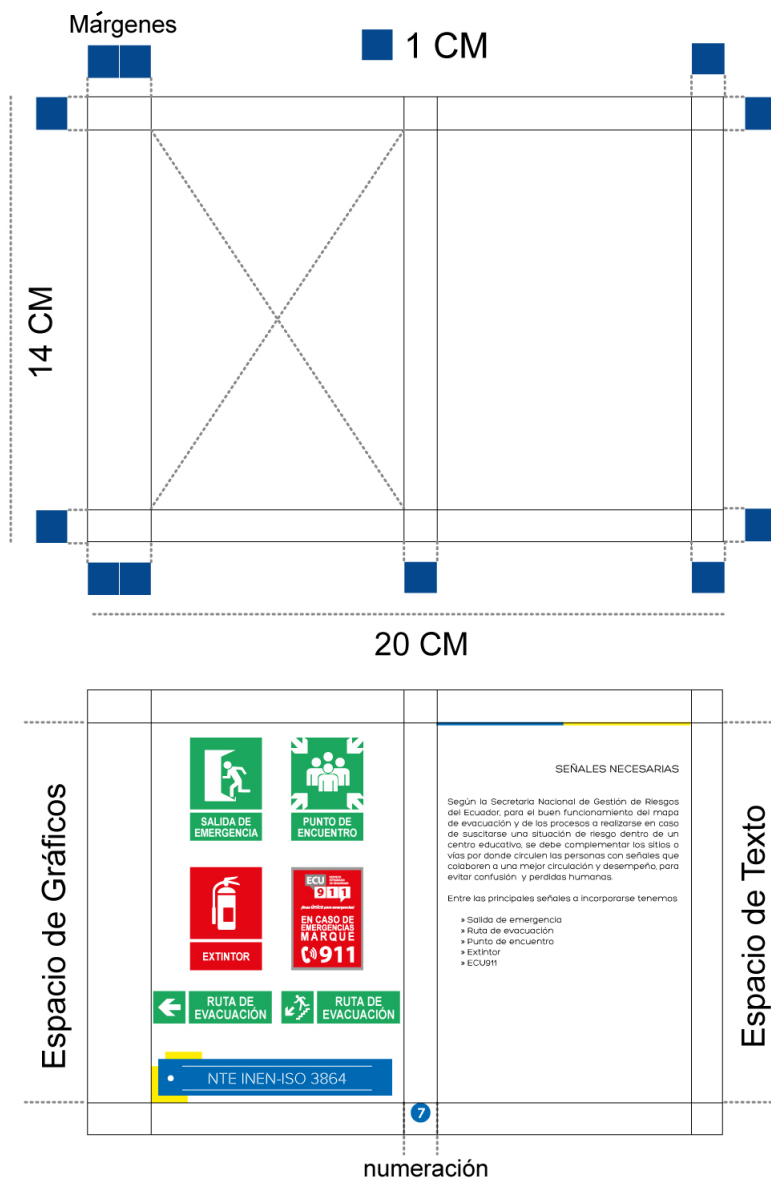 Márgenes
1 CM
14 CM
20 CM
Espacio de Gráficos
SALIDA DE
EMERGENCIA
PUNTO DE
ENCUENTRO
EXTINTOR
ECU
911
EN CASO DE
EMERGENCIAS
MARQUE
911
RUTA DE
EVACUACIÓN
RUTA DE
EVACUACIÓN
NTE INEN-ISO 3864
SEÑALES NECESARIAS
Según la Secretaria Nacional de Gestión de Riesgos
del Ecuador, para el buen funcionamiento del mapa
de evacuación y de los procesos a realizarse en caso
de suscitarse una situación de riesgo dentro de un
centro educativo, se debe complementar los sitios o
vías por donde circulen las personas con señales que
colaboren a una mejor circulación y desempeño, para
evitar confusión y perdidas humanas.
Entre las principales señales a incorporarse tenemos
» Salida de emergencia
» Ruta de evacuación
» Punto de encuentro
» Extintor
» ECU911
Espacio de Texto
7
numeración